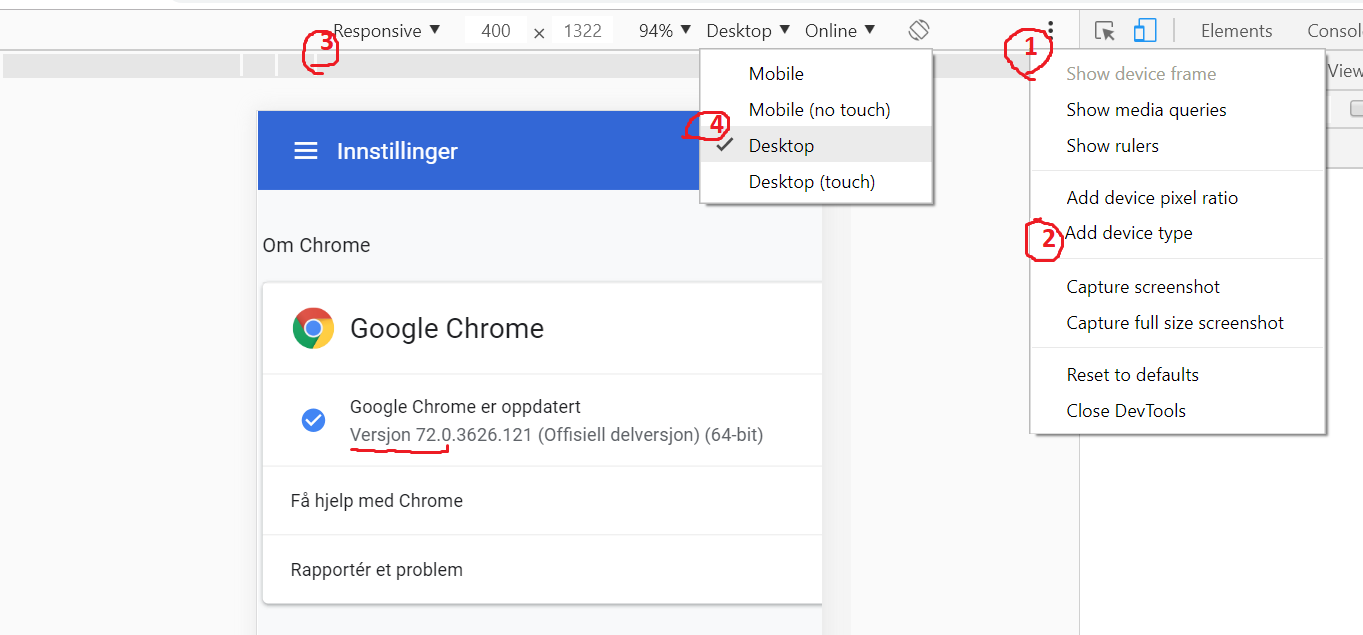 Responsive ▼ 400 × 1322 94% ▼ Desktop ▼ Online ▼ Elements
3
1
Mobile
Mobile (no touch)
4
Desktop
Desktop (touch)
Show device frame
Show media queries
Show rulers
Add device pixel ratio
2
Add device type
Capture screenshot
Capture full size screenshot
Reset to defaults
Close DevTools
Innstillinger
Om Chrome
Google Chrome
Google Chrome er oppdatert
Versjon 72.0.3626.121 (Offisiell delversjon) (64-bit)
Få hjelp med Chrome
Rapportér et problem